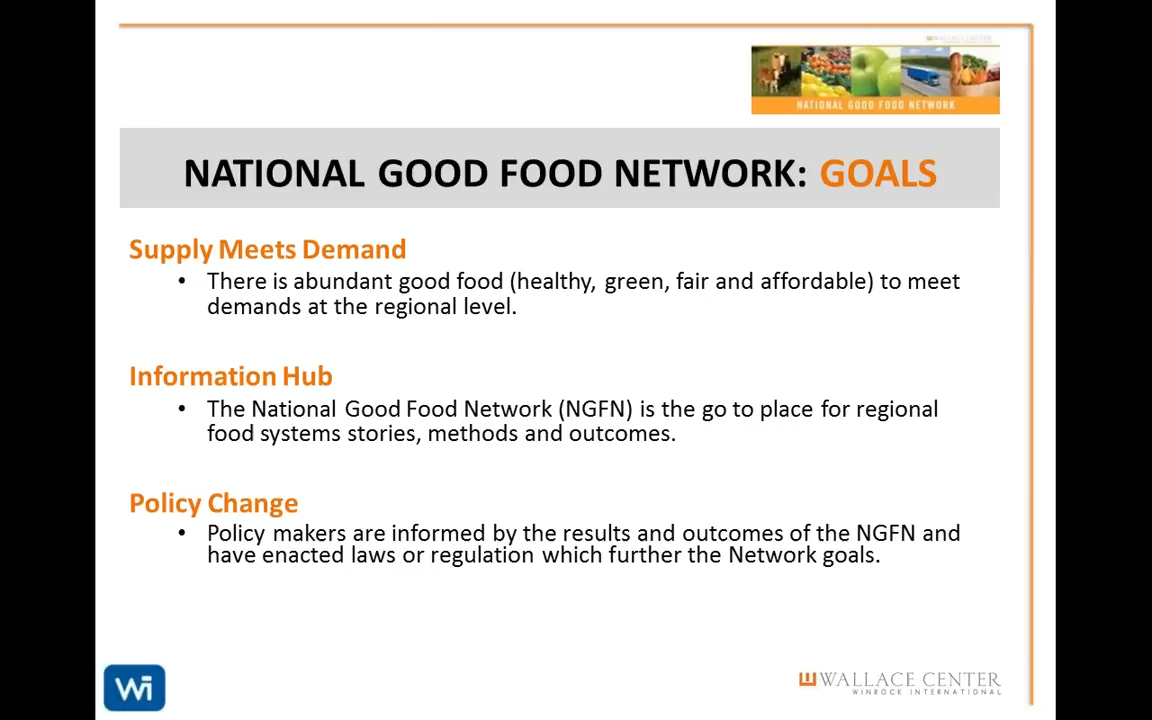 WALLACE CENTER
NATIONAL GOOD FOOD NETWORK
NATIONAL GOOD FOOD NETWORK: GOALS
Supply Meets Demand
• There is abundant good food (healthy, green, fair and affordable) to meet
demands at the regional level.
Information Hub
• The National Good Food Network (NGFN) is the go to place for regional
food systems stories, methods and outcomes.
Policy Change
• Policy makers are informed by the results and outcomes of the NGFN and
have enacted laws or regulation which further the Network goals.
Wi
WALLACE CENTER
WINROCK INTERNATIONAL